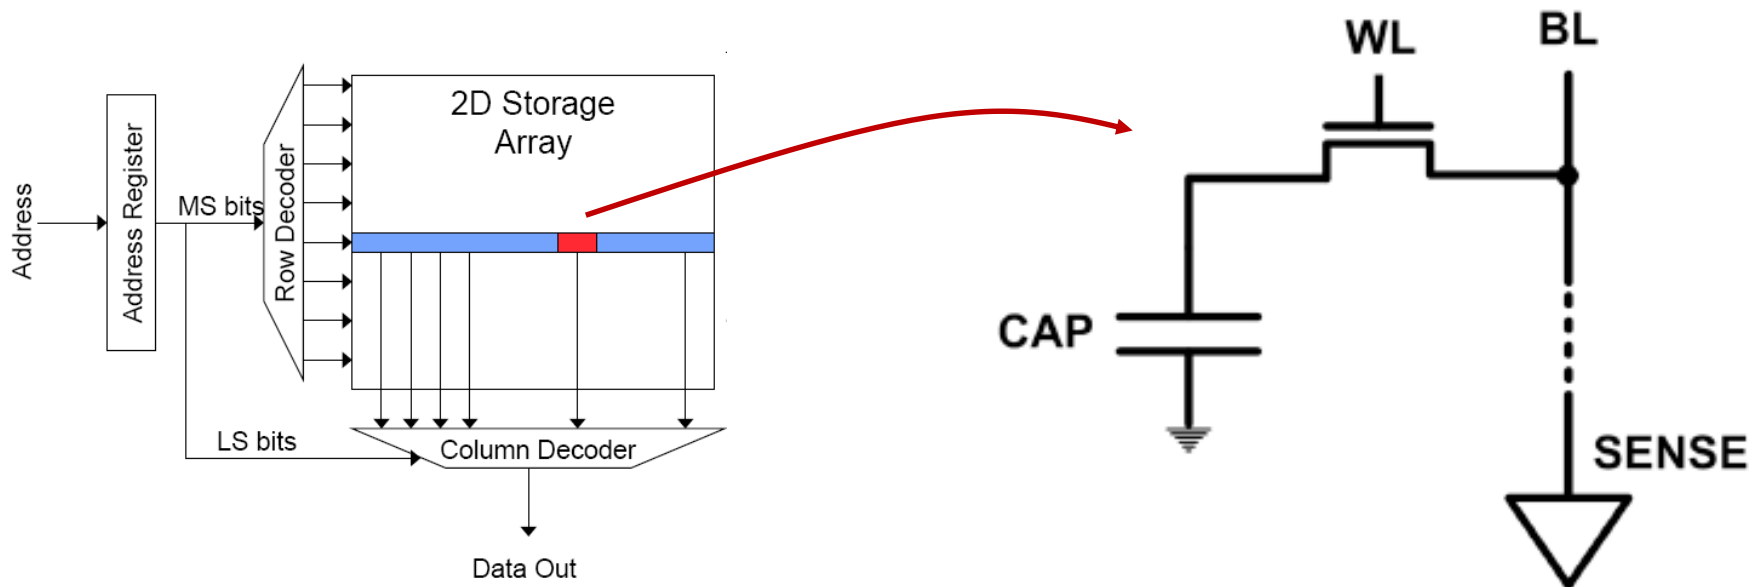 Address
Address Register
MS bits
Row Decoder
2D Storage
Array
LS bits
Column Decoder
Data Out
WL
BL
CAP
SENSE